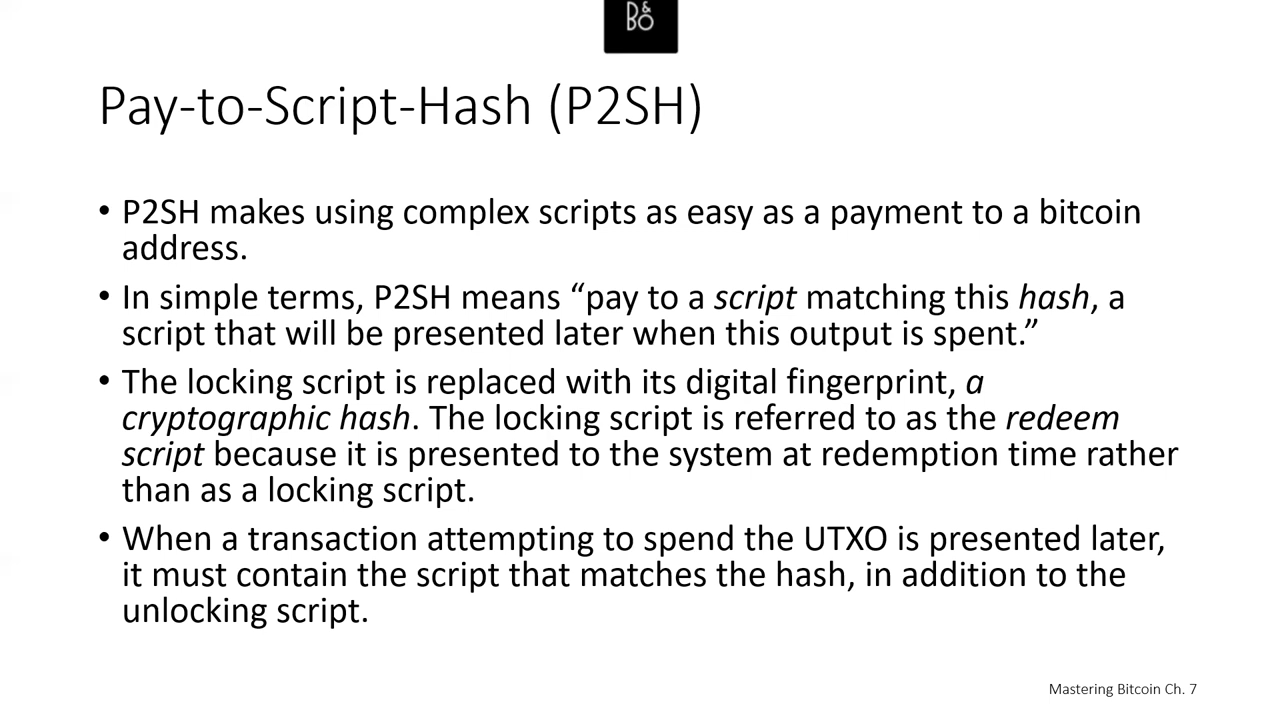 B&O
Pay-to-Script-Hash (P2SH)
• P2SH makes using complex scripts as easy as a payment to a bitcoin
address.
• In simple terms, P2SH means “pay to a script matching this hash, a
script that will be presented later when this output is spent.”
• The locking script is replaced with its digital fingerprint, a
cryptographic hash. The locking script is referred to as the redeem
script because it is presented to the system at redemption time rather
than as a locking script.
• When a transaction attempting to spend the UTXO is presented later,
it must contain the script that matches the hash, in addition to the
unlocking script.
Mastering Bitcoin Ch. 7